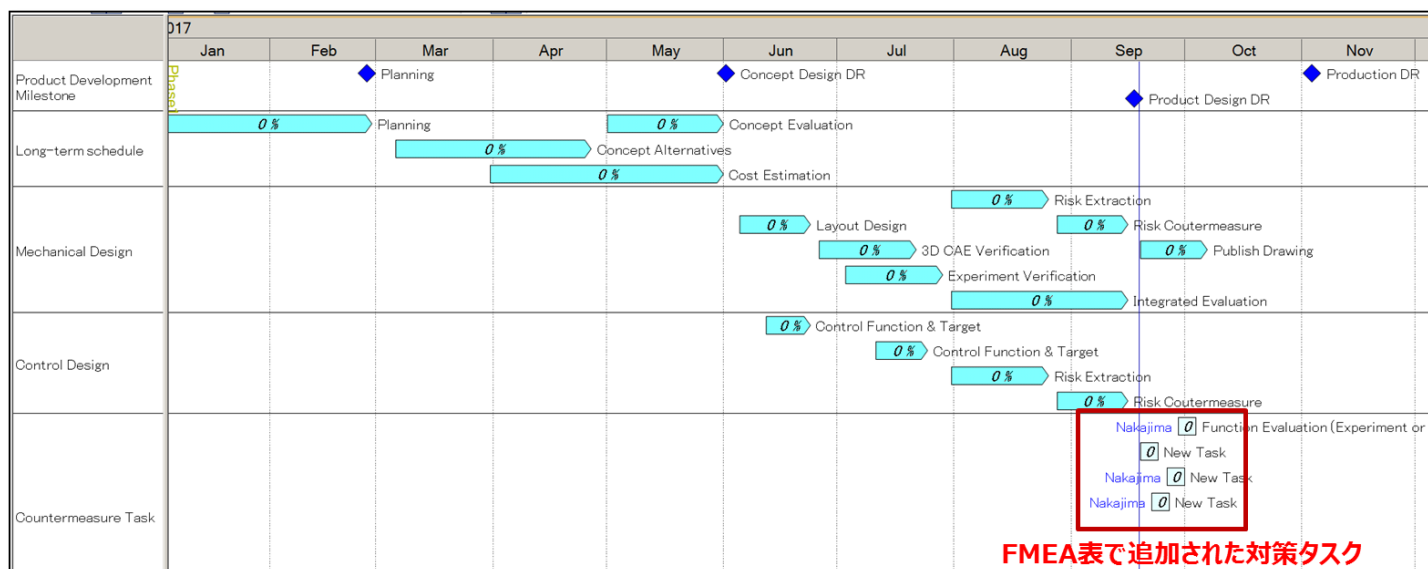 017
Jan Feb Mar Apr May Jun Jul Aug Sep Oct Nov
Phase1
Product Development
Milestone
Planning
Concept Design DR
Production DR
Product Design DR
Long-term schedule
0 % Planning
0 % Concept Evaluation
0 % Concept Alternatives
0 % Cost Estimation
Mechanical Design
0 % Risk Extraction
0 % Layout Design
0 % Risk Coutermeasure
0 % 3D CAE Verification
0 % Publish Drawing
0 % Experiment Verification
0 % Integrated Evaluation
Control Design
0 % Control Function & Target
0 % Control Function & Target
0 % Risk Extraction
0 % Risk Coutermeasure
Countermeasure Task
Nakajima 0 Function Evaluation (Experiment or
0 New Task
Nakajima 0 New Task
Nakajima 0 New Task
FMEA表で追加された対策タスク